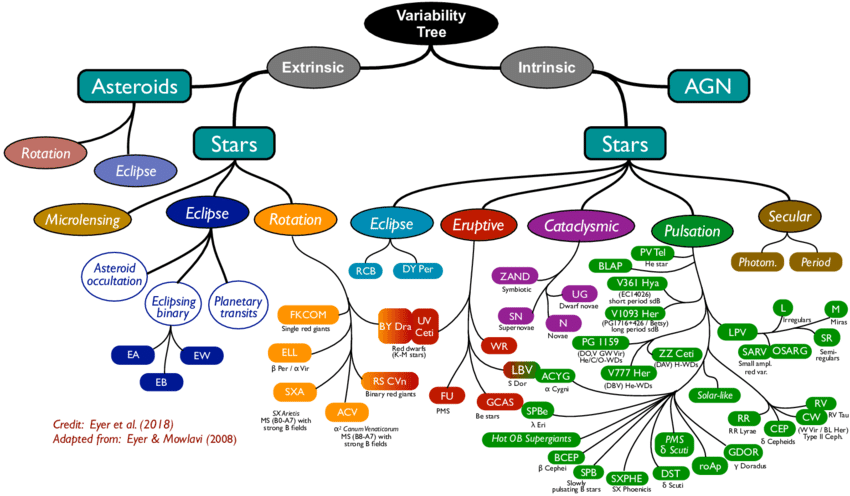 Variability
Tree
Extrinsic
Intrinsic
Asteroids
AGN
Stars
Stars
Rotation
Eclipse
Microlensing
Eclipse
Rotation
Eclipse
Eruptive
Cataclysmic
Pulsation
Secular
Asteroid
occultation
Eclipsing
binary
Planetary
transits
EA
EW
EB
RCB
DY Per
Photom.
Period
FKCOM
Single red giants
ELL
β Per / α Vir
SXA
SX Arietis
MS (B0-A7) with
strong B fields
ACV
α² Canum Venaticorum
MS (B8-A7) with
strong B fields
BY Dra
UV
Ceti
Red dwarfs
(K-M stars)
RS CVn
Binary red giants
WR
LBV
S Dor
FU
PMS
GCAS
Be stars
ZAND
Symbiotic
UG
Dwarf novae
SN
Supernovae
N
Novae
PV Tel
He star
BLAP
V361 Hya
(EC14026)
short period sdB
V1093 Her
(PG1716+426 / Betsy)
long period sdB
PG 1159
(DO,V GW Vir)
He/C/O-WDs
ZZ Ceti
(DAV) H-WDs
V777 Her
(DBV) He-WDs
ACYG
α Cygni
SPBe
λ Eri
Hot OB Supergiants
BCEP
β Cephei
SPB
Slowly
pulsating B stars
SXPHE
SX Phoenicis
PMS
δ Scuti
DST
δ Scuti
roAp
GDOR
γ Doradus
Solar-like
LPV
L
Irregulars
M
Miras
SR
Semi-
regulars
SARV
Small ampl.
red var.
OSARG
RR
RR Lyrae
CEP
δ Cepheids
RV
RV Tau
CW
(W Vir / BL Her)
Type II Ceph.
Credit: Eyer et al. (2018)
Adapted from: Eyer & Mowlavi (2008)